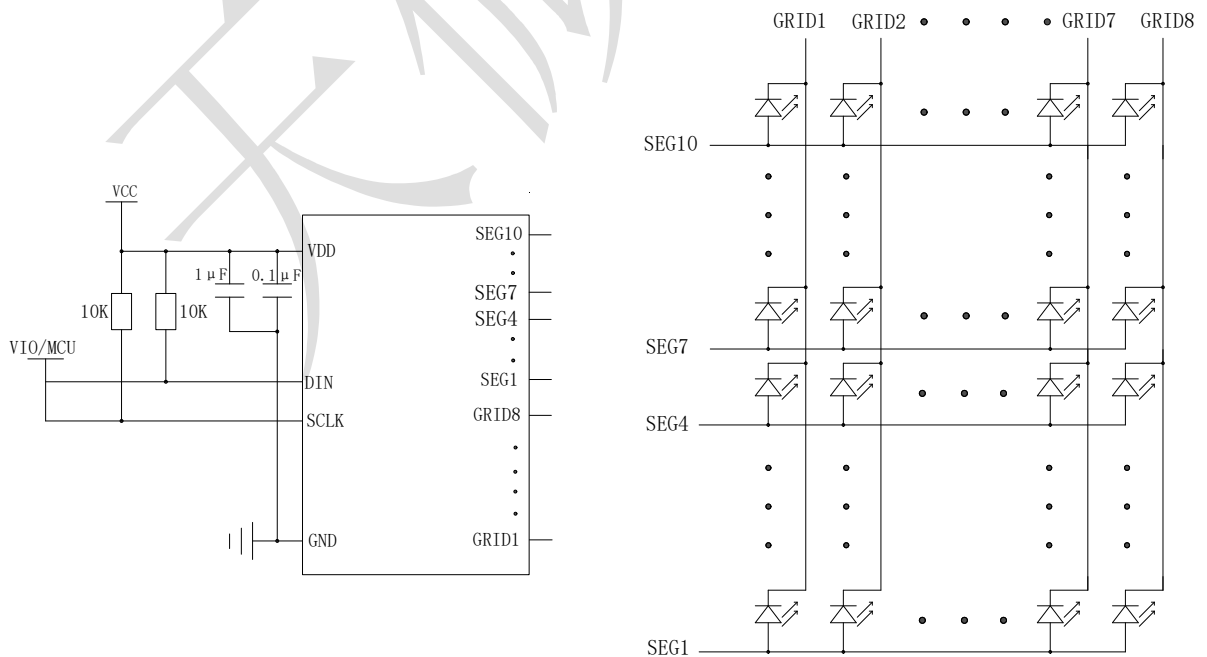 GRID1 GRID2 GRID7 GRID8
SEG10
SEG7
SEG4
SEG1
VCC
VDD
1μF 0.1μF
10K 10K
VIO/MCU
DIN
SCLK
GND
SEG10
SEG7
SEG4
SEG1
GRID8
GRID1